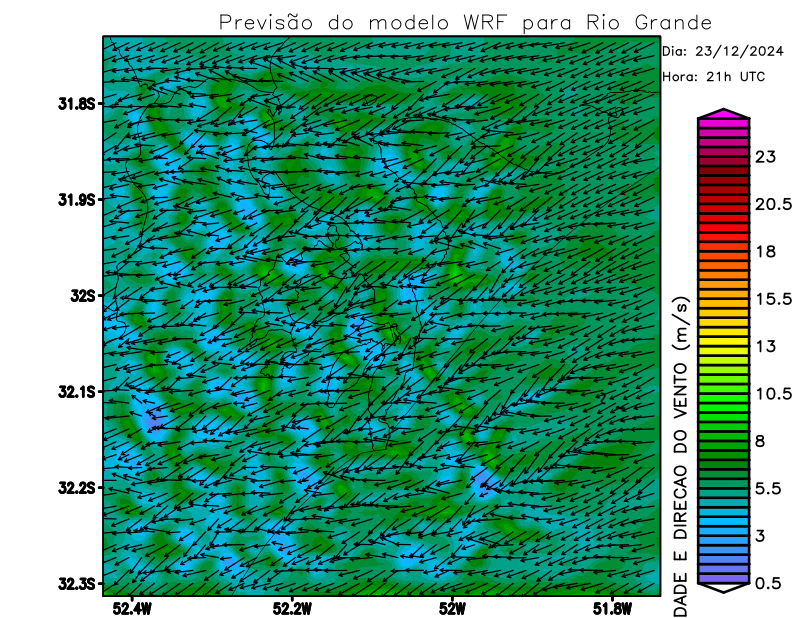 Previsão do modelo WRF para Rio Grande
Dia: 23/12/2024
Hora: 21h UTC
31.8S
31.9S
32S
32.1S
32.2S
32.3S
52.4W
52.2W
52W
51.8W
23
20.5
18
15.5
13
10.5
8
5.5
3
0.5
DADE E DIRECAO DO VENTO (m/s)